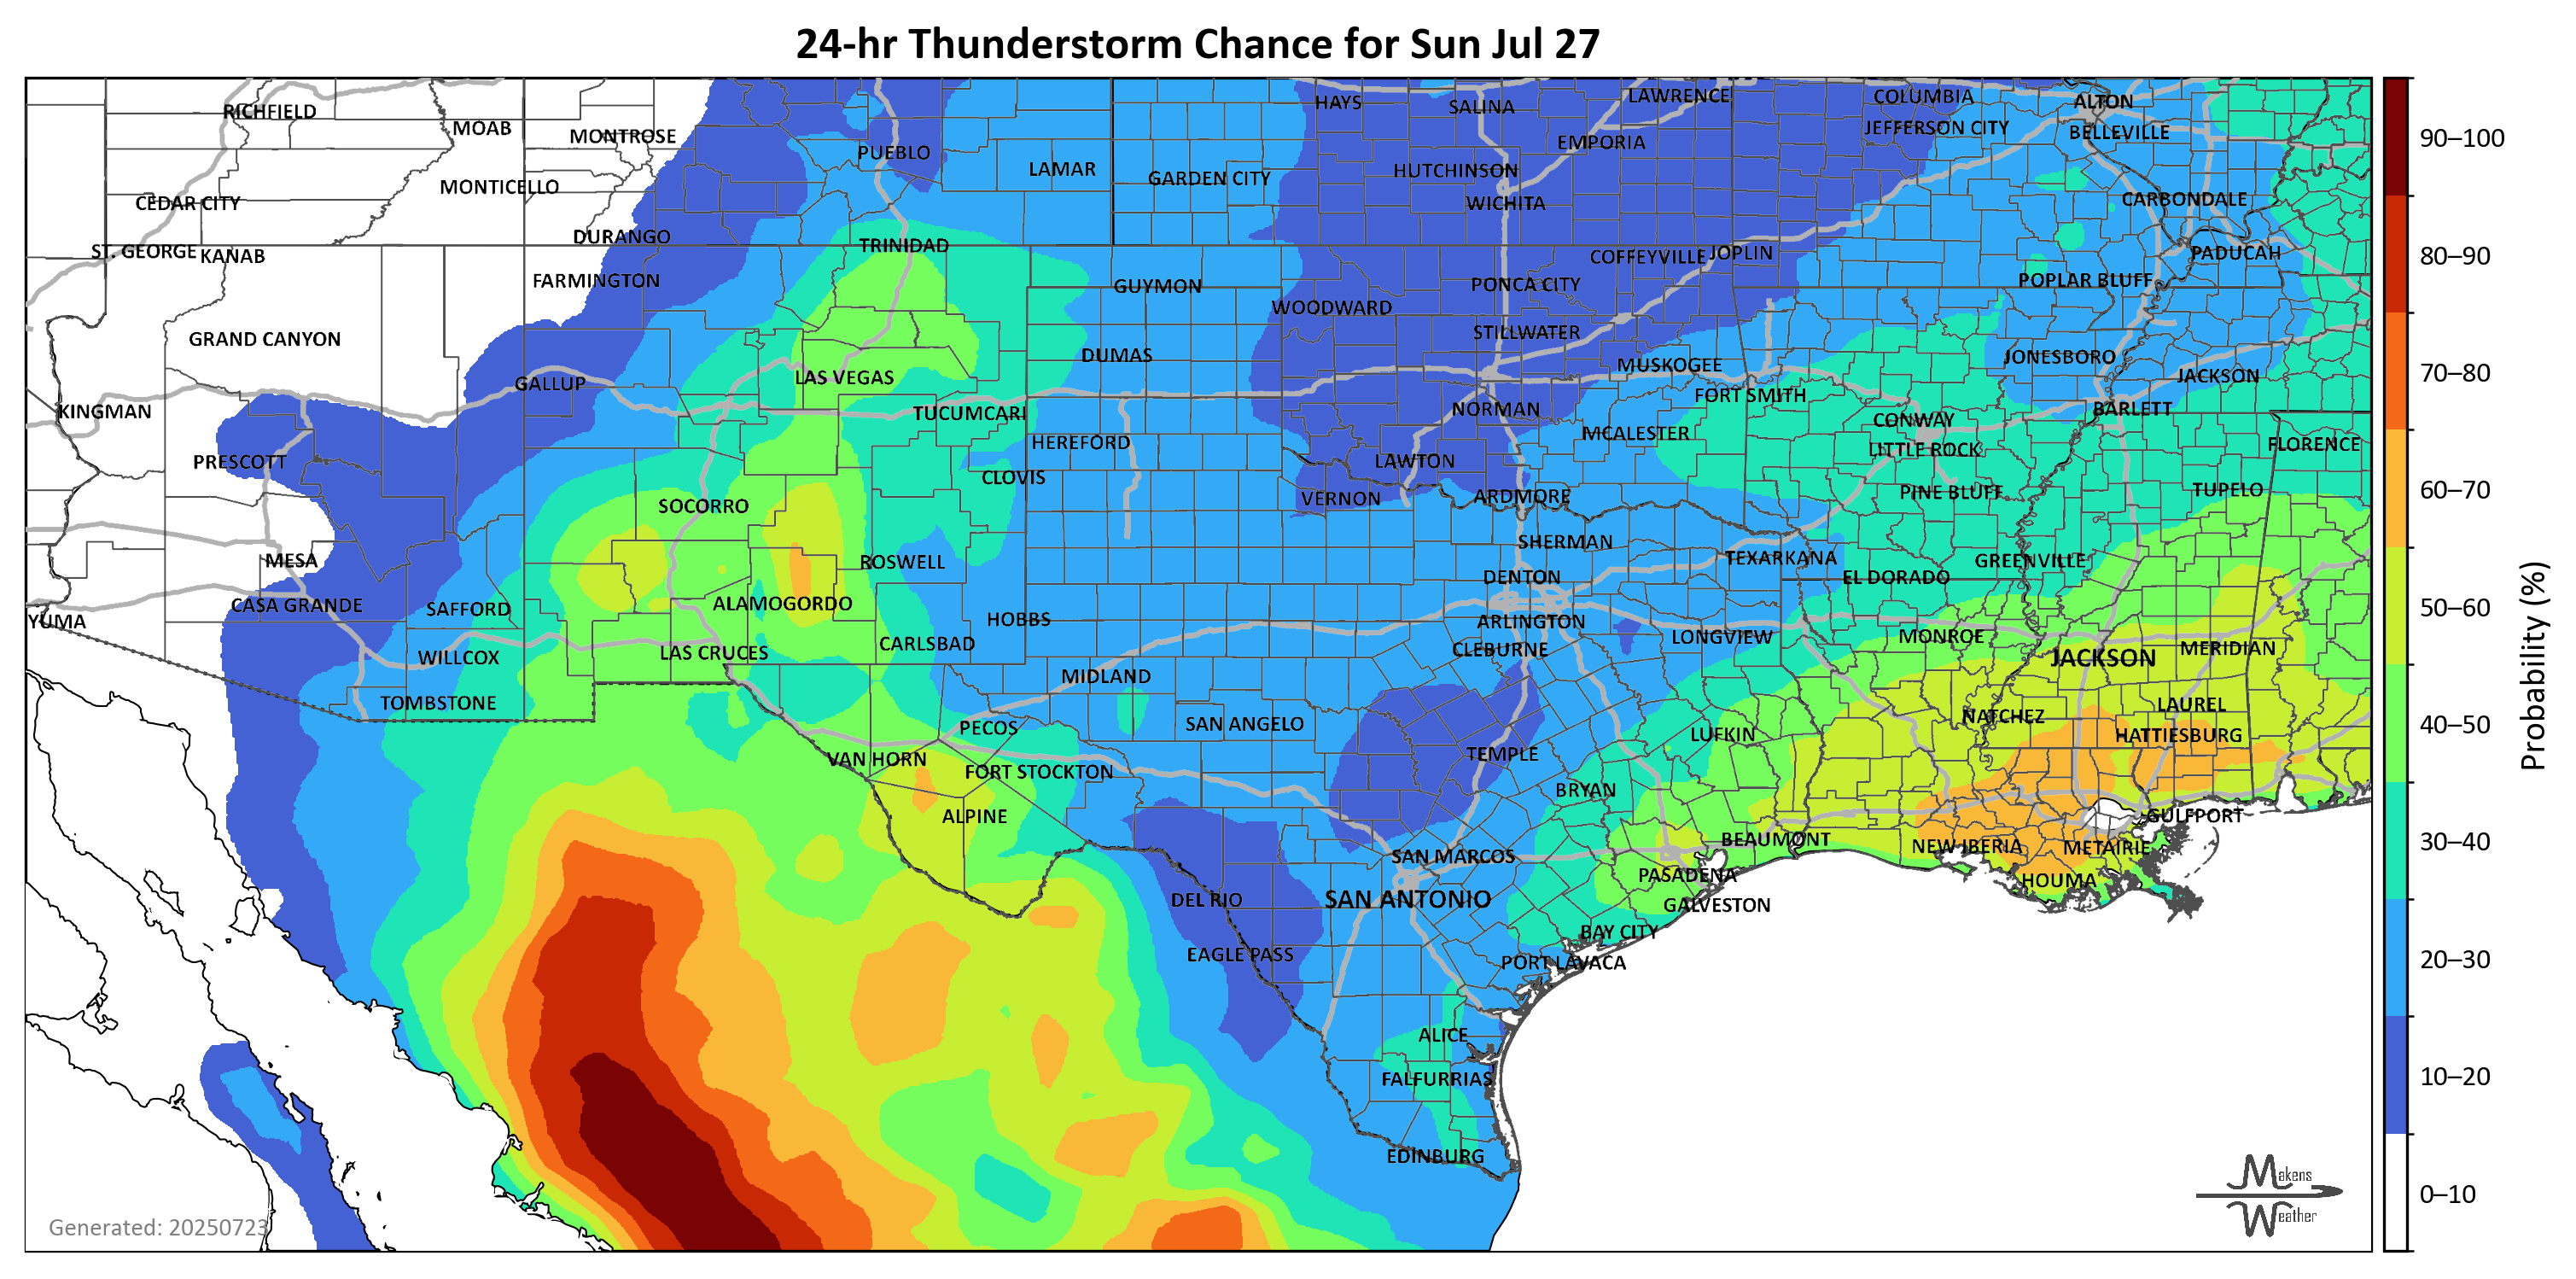 24-hr Thunderstorm Chance for Sun Jul 27
RICHFIELD
MOAB
MONTROSE
PUEBLO
LAMAR
GARDEN CITY
HAYS
SALINA
LAWRENCE
EMPORIA
COLUMBIA
JEFFERSON CITY
ALTON
BELLEVILLE
MONTICELLO
CEDAR CITY
HUTCHINSON
WICHITA
CARBONDALE
DURANGO
ST. GEORGE
KANAB
TRINIDAD
COFFEYVILLE
JOPLIN
PADUCAH
FARMINGTON
GUYMON
PONCA CITY
POPLAR BLUFF
WOODWARD
GRAND CANYON
STILLWATER
DUMAS
MUSKOGEE
JONESBORO
GALLUP
LAS VEGAS
FORT SMITH
JACKSON
KINGMAN
TUCUMCARI
NORMAN
CONWAY
BARLETT
HEREFORD
MCALESTER
LITTLE ROCK
FLORENCE
PRESCOTT
CLOVIS
LAWTON
VERNON
ARDMORE
PINE BLUFF
TUPELO
SOCORRO
SHERMAN
MESA
ROSWELL
TEXARKANA
GREENVILLE
DENTON
EL DORADO
CASA GRANDE
SAFFORD
ALAMOGORDO
YUMA
HOBBS
ARLINGTON
LONGVIEW
MONROE
CARLSBAD
CLEBURNE
MERIDIAN
WILLCOX
LAS CRUCES
JACKSON
MIDLAND
TOMBSTONE
LAUREL
PECOS
SAN ANGELO
NATCHEZ
LUFKIN
HATTIESBURG
VAN HORN
TEMPLE
FORT STOCKTON
BRYAN
ALPINE
GULFPORT
BEAUMONT
NEW IBERIA
METAIRIE
SAN MARCOS
PASADENA
HOUMA
DEL RIO
SAN ANTONIO
GALVESTON
BAY CITY
EAGLE PASS
PORT LAVACA
ALICE
FALFURRIAS
EDINBURG
Generated: 20250723
Makens
Weather
90–100
80–90
70–80
60–70
50–60
40–50
30–40
20–30
10–20
0–10
Probability (%)